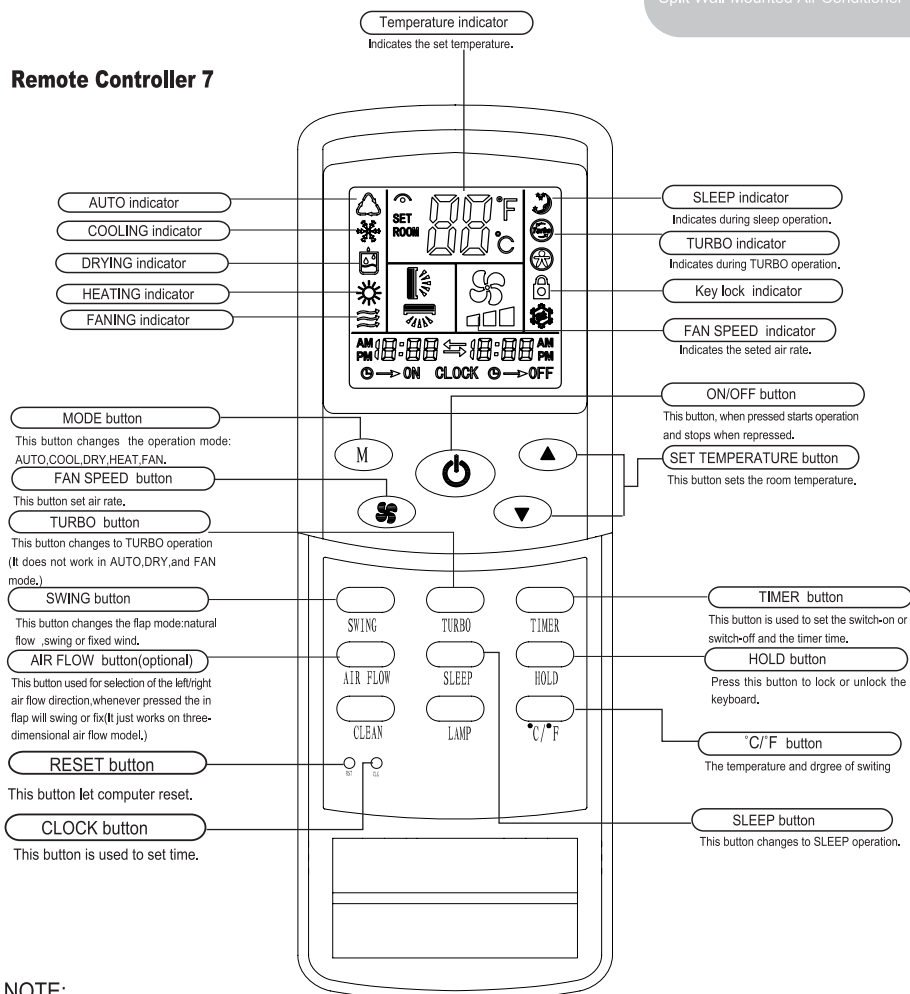 Split Wall Mounted Air Conditioner
Temperature indicator
Indicates the set temperature.
Remote Controller 7
AUTO indicator
COOLING indicator
DRYING indicator
HEATING indicator
FANING indicator
SET
ROOM
°F
°C
Turbo
AM
PM
18:88
18:88
AM
PM
ON CLOCK OFF
SLEEP indicator
Indicates during sleep operation.
TURBO indicator
Indicates during TURBO operation.
Key lock indicator
FAN SPEED indicator
Indicates the seted air rate.
ON/OFF button
This button, when pressed starts operation
and stops when repressed.
SET TEMPERATURE button
This button sets the room temperature.
MODE button
This button changes the operation mode:
AUTO,COOL,DRY,HEAT,FAN.
FAN SPEED button
This button set air rate.
TURBO button
This button changes to TURBO operation
(It does not work in AUTO,DRY,and FAN
mode.)
SWING button
This button changes the flap mode:natural
flow ,swing or fixed wind.
AIR FLOW button(optional)
This button used for selection of the left/right
air flow direction,whenever pressed the in
flap will swing or fix(It just works on three-
dimensional air flow model.)
RESET button
This button let computer reset.
CLOCK button
This button is used to set time.
M
SWING TURBO TIMER
AIR FLOW SLEEP HOLD
CLEAN LAMP °C/°F
RST CLK
TIMER button
This button is used to set the switch-on or
switch-off and the timer time.
HOLD button
Press this button to lock or unlock the
keyboard.
°C/°F button
The temperature and drgree of switing
SLEEP button
This button changes to SLEEP operation.
NOTE: